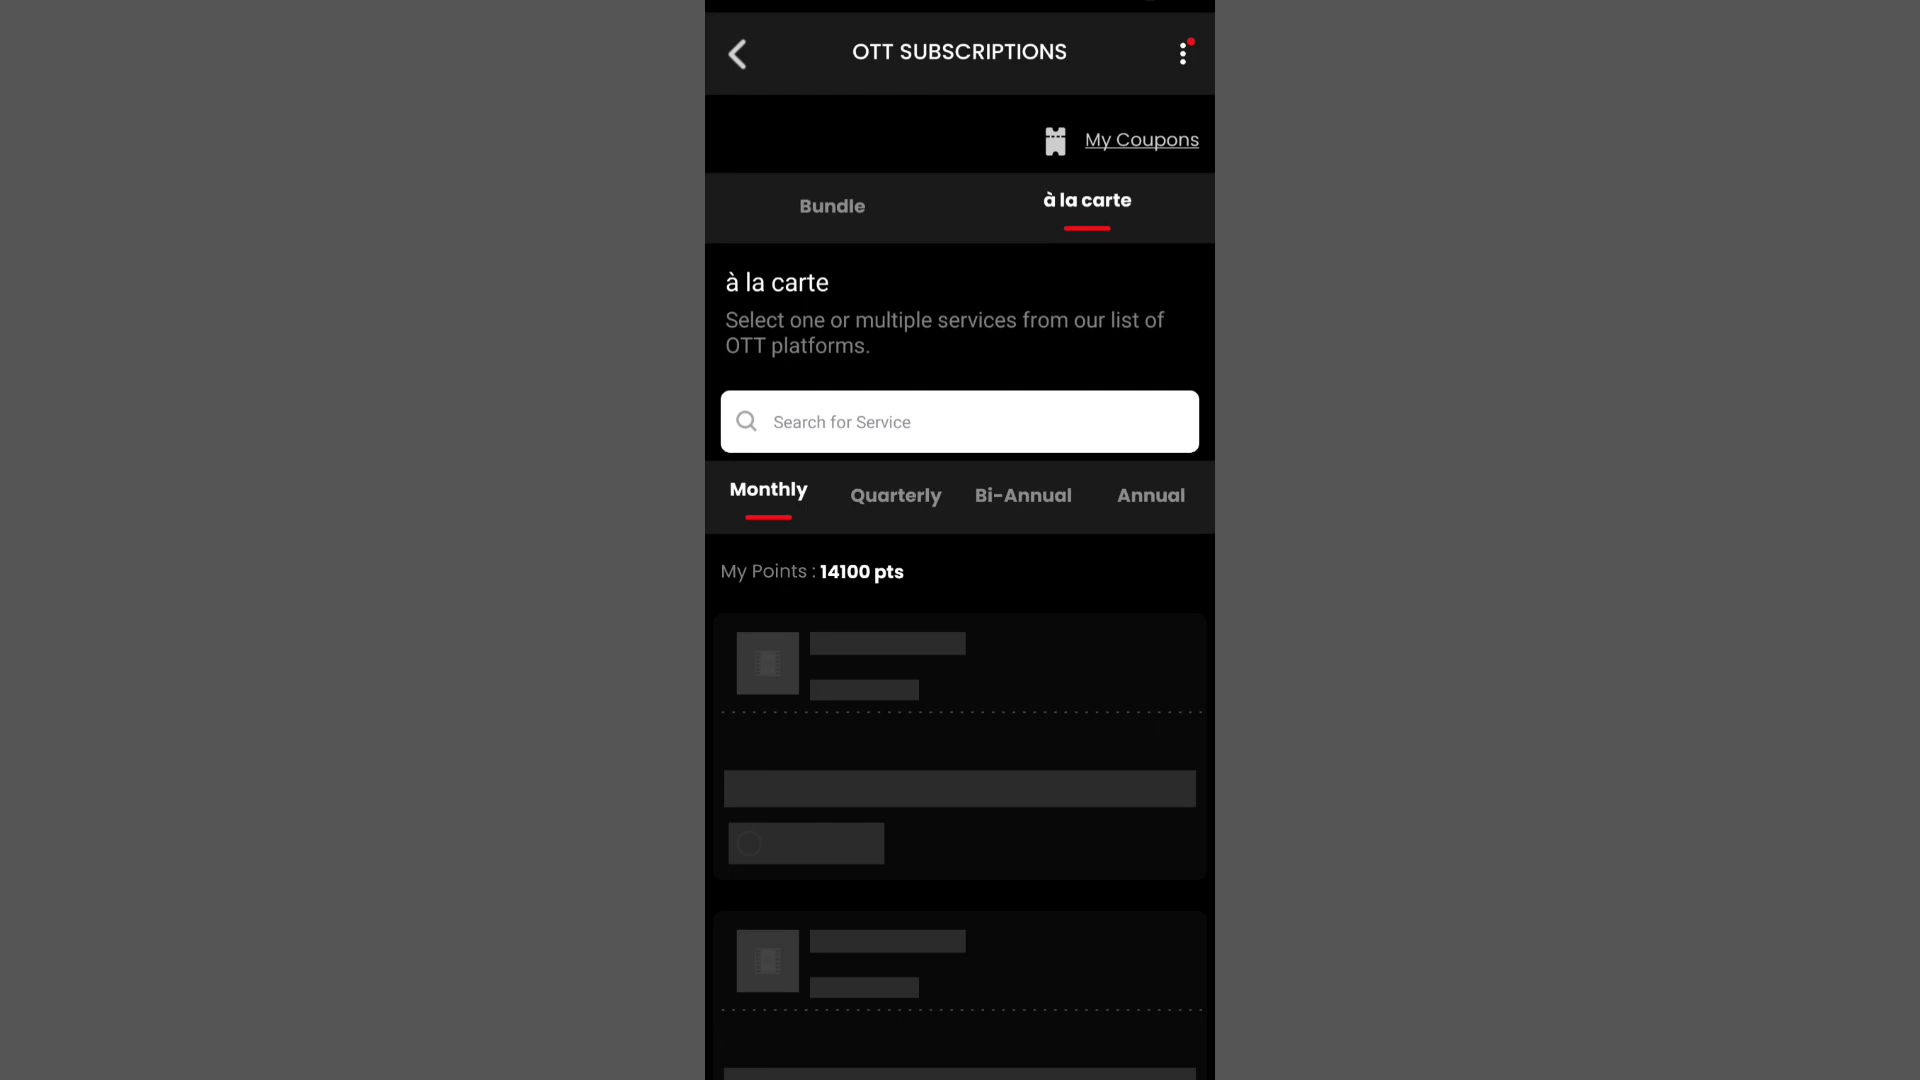 OTT SUBSCRIPTIONS
My Coupons
Bundle
à la carte
à la carte
Select one or multiple services from our list of
OTT platforms.
Search for Service
Monthly
Quarterly
Bi-Annual
Annual
My Points : 14100 pts